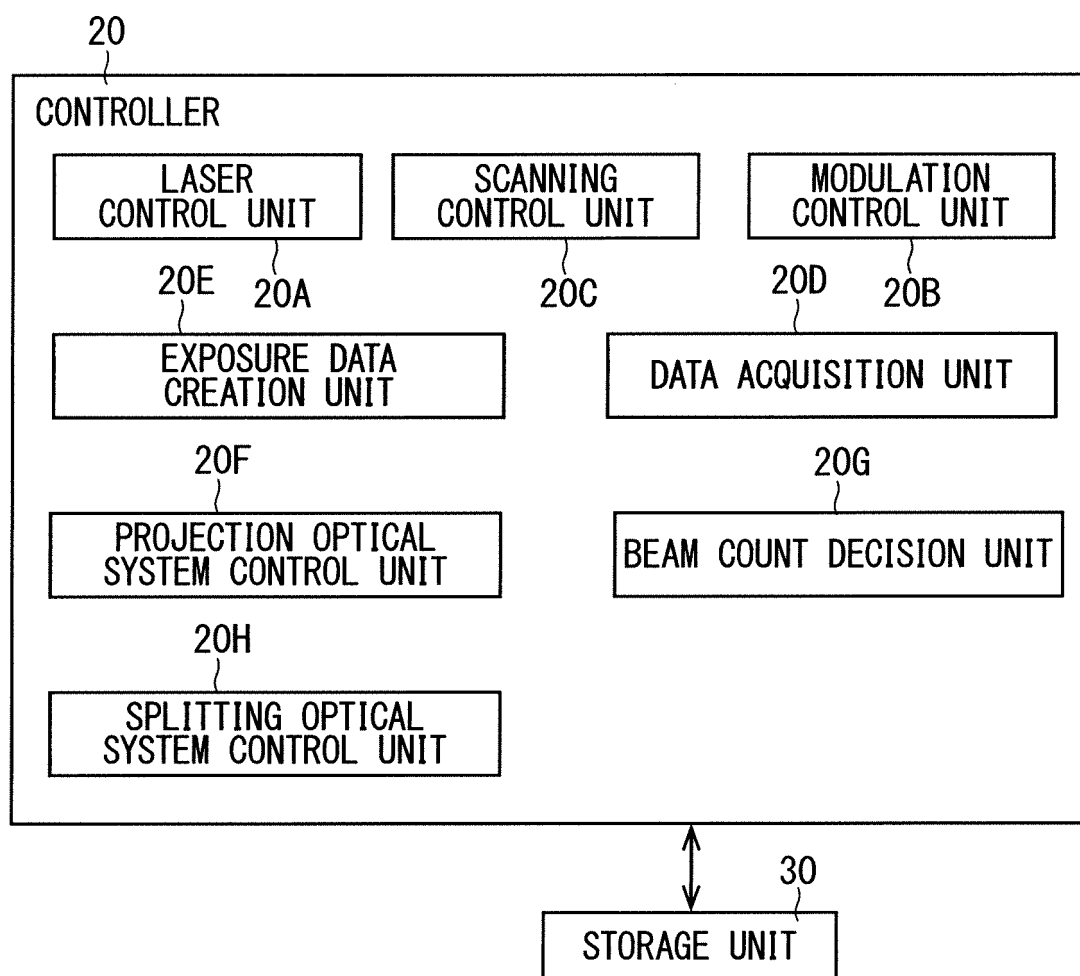 20
CONTROLLER
LASER
CONTROL UNIT
SCANNING
CONTROL UNIT
MODULATION
CONTROL UNIT
20A
20C
20B
20E
20D
EXPOSURE DATA
CREATION UNIT
DATA ACQUISITION UNIT
20F
20G
PROJECTION OPTICAL
SYSTEM CONTROL UNIT
BEAM COUNT DECISION UNIT
20H
SPLITTING OPTICAL
SYSTEM CONTROL UNIT
30
STORAGE UNIT